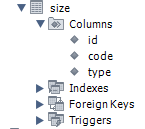 size
Columns
id
code
type
Indexes
Foreign Keys
Triggers